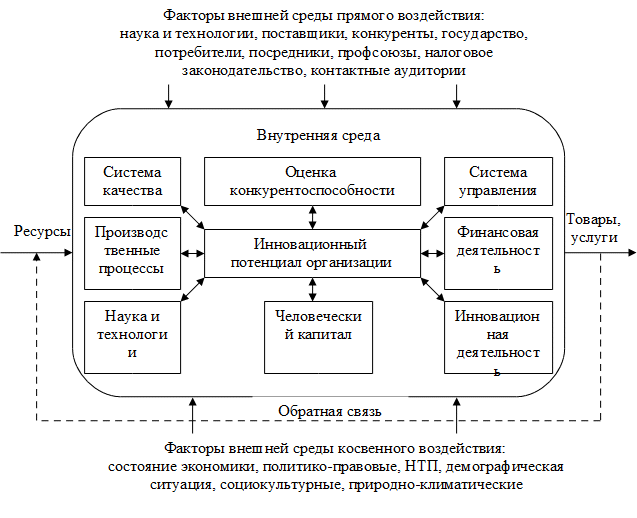 Факторы внешней среды прямого воздействия:
наука и технологии, поставщики, конкуренты, государство,
потребители, посредники, профсоюзы, налоговое
законодательство, контактные аудитории
Внутренняя среда
Система
качества
Оценка
конкурентоспособности
Система
управления
Ресурсы
Производс
твенные
процессы
Инновационный
потенциал организации
Финансовая
деятельност
ь
Товары,
услуги
Наука и
технологи
и
Человечески
й капитал
Инновацион
ная
деятельност
ь
Обратная связь
Факторы внешней среды косвенного воздействия:
состояние экономики, политико-правовые, НТП, демографическая
ситуация, социокультурные, природно-климатические